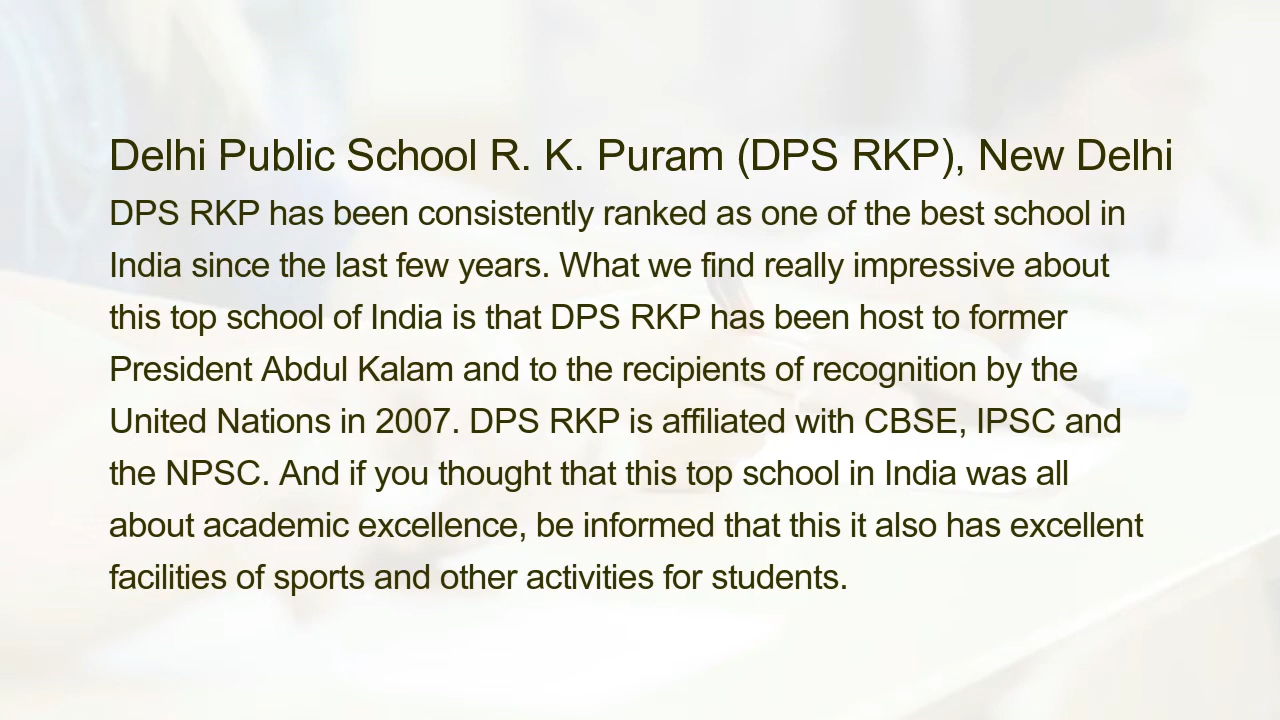 Delhi Public School R. K. Puram (DPS RKP), New Delhi
DPS RKP has been consistently ranked as one of the best school in
India since the last few years. What we find really impressive about
this top school of India is that DPS RKP has been host to former
President Abdul Kalam and to the recipients of recognition by the
United Nations in 2007. DPS RKP is affiliated with CBSE, IPSC and
the NPSC. And if you thought that this top school in India was all
about academic excellence, be informed that this it also has excellent
facilities of sports and other activities for students.